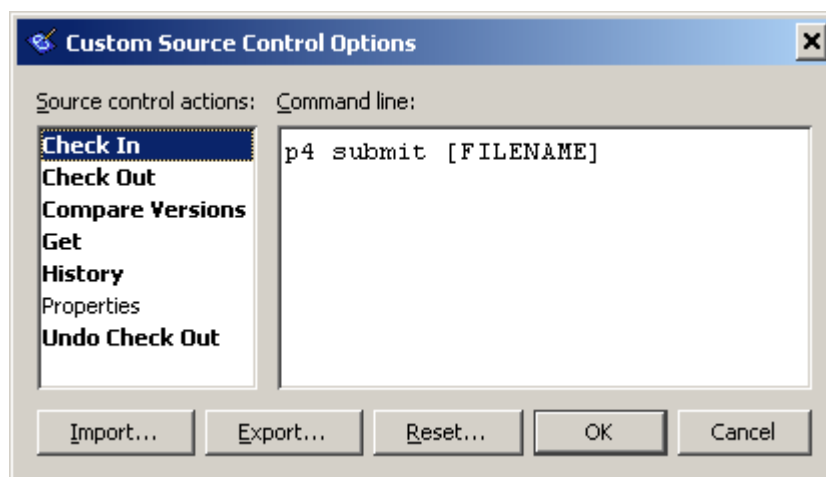 Custom Source Control Options
Source control actions: Command line:
Check In
p4 submit [FILENAME]
Check Out
Compare Versions
Get
History
Properties
Undo Check Out
Import... Export... Reset... OK Cancel